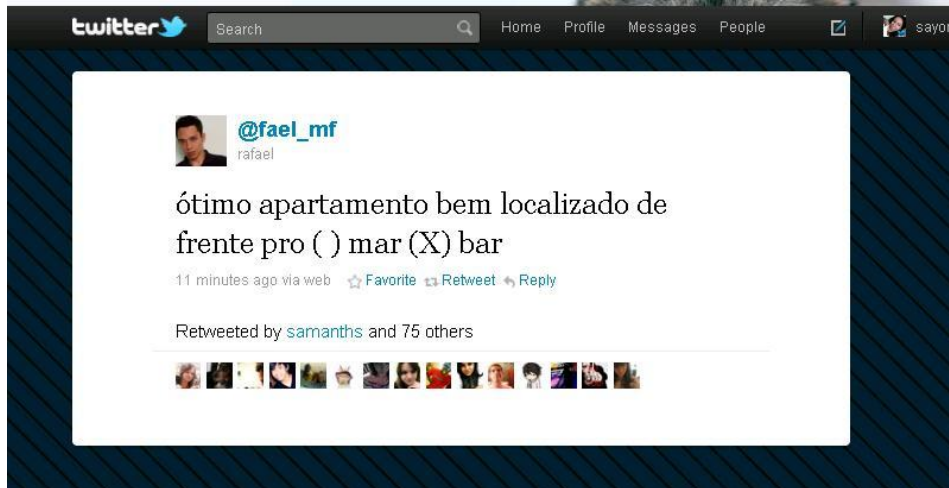 twitter Search Home Profile Messages People sayor
@fael_mf
rafael
ótimo apartamento bem localizado de
frente pro ( ) mar (X) bar
11 minutes ago via web Favorite Retweet Reply
Retweeted by samanths and 75 others